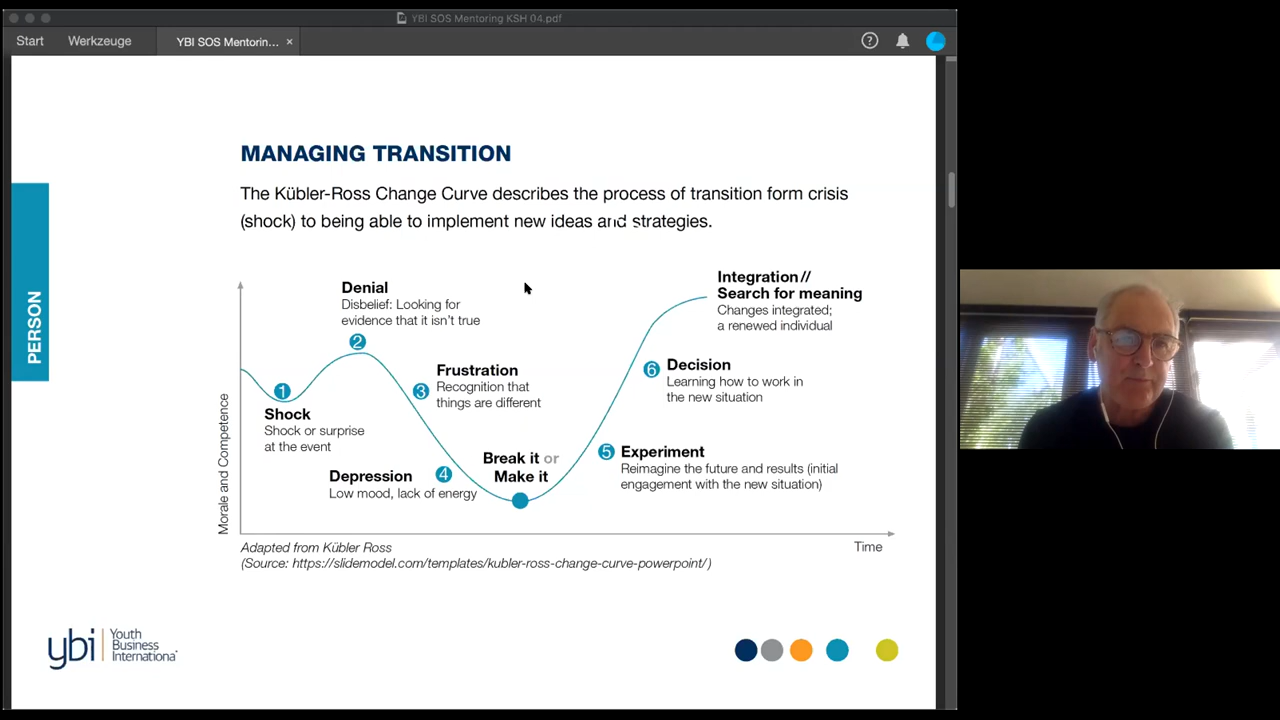 YBI SOS Mentoring KSH 04.pdf
Start
Werkzeuge
YBI SOS Mentorin... ×
?
MANAGING TRANSITION
The Kübler-Ross Change Curve describes the process of transition form crisis
(shock) to being able to implement new ideas and strategies.
PERSON
Morale and Competence
1
Shock
Shock or surprise
at the event
2
Denial
Disbelief: Looking for
evidence that it isn't true
3
Frustration
Recognition that
things are different
4
Depression
Low mood, lack of energy
Break it or
Make it
5
Experiment
Reimagine the future and results (initial
engagement with the new situation)
6
Decision
Learning how to work in
the new situation
Integration//
Search for meaning
Changes integrated;
a renewed individual
Time
Adapted from Kübler Ross
(Source: https://slidemodel.com/templates/kubler-ross-change-curve-powerpoint/)
ybi
Youth
Business
International